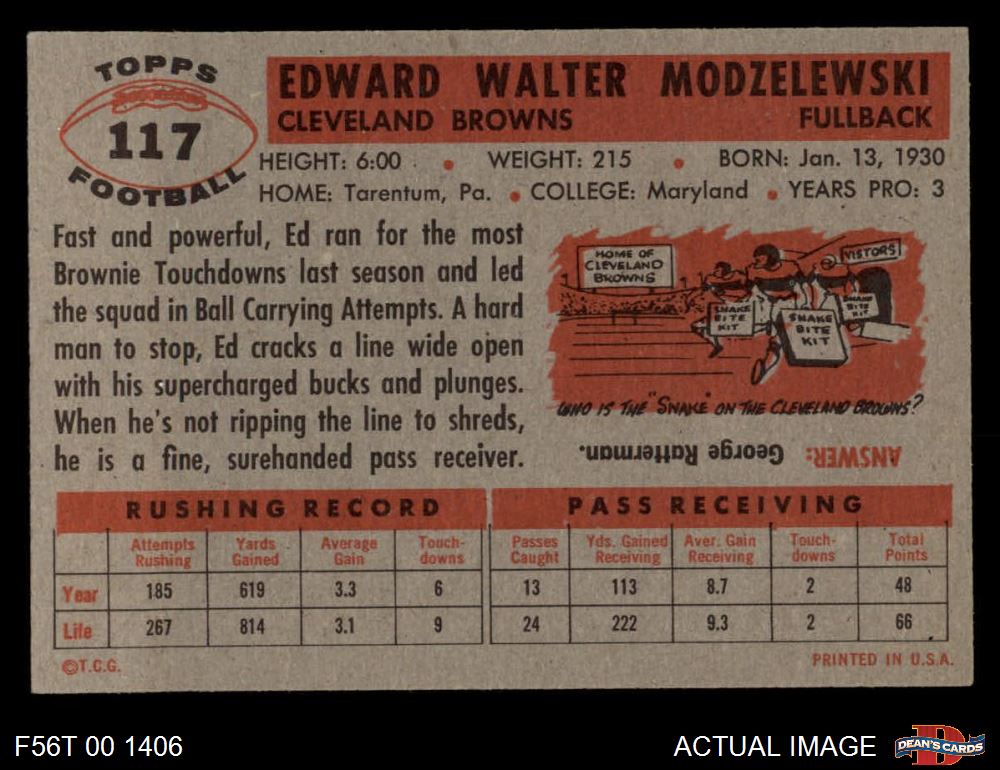 TOPPS
117
FOOTBALL
EDWARD WALTER MODZELEWSKI
CLEVELAND BROWNS FULLBACK
HEIGHT: 6:00 • WEIGHT: 215 • BORN: Jan. 13, 1930
HOME: Tarentum, Pa. • COLLEGE: Maryland • YEARS PRO: 3
Fast and powerful, Ed ran for the most
Brownie Touchdowns last season and led
the squad in Ball Carrying Attempts. A hard
man to stop, Ed cracks a line wide open
with his supercharged bucks and plunges.
When he's not ripping the line to shreds,
he is a fine, surehanded pass receiver.
HOME OF
CLEVELAND
BROWNS
VISTORS
SNAKE
BITE
KIT
SNAKE
BITE
KIT
SNAKE
BITE
KIT
WHO IS THE "SNAKE" ON THE CLEVELAND BROWNS?
ANSWER: George Ratterman.
RUSHING RECORD
Attempts Rushing Yards Gained Average Gain Touch-downs
Year 185 619 3.3 6
Life 267 814 3.1 9
PASS RECEIVING
Passes Caught Yds. Gained Receiving Aver. Gain Receiving Touch-downs Total Points
13 113 8.7 2 48
24 222 9.3 2 66
©T.C.G. PRINTED IN U.S.A.
F56T 00 1406 ACTUAL IMAGE DEAN'S CARDS